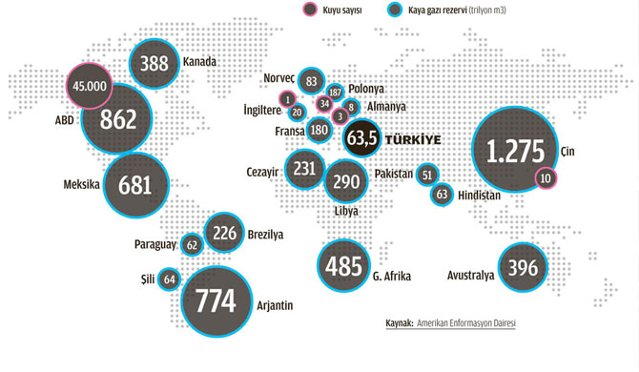 Kuyu sayısı
Kaya gazı rezervi (trilyon m3)
388
Kanada
45.000
ABD
862
Meksika
681
Norveç
83
187
Polonya
1
34
İngiltere
20
3
8
Almanya
Fransa
180
63,5
TÜRKİYE
Cezayir
231
290
Libya
Pakistan
51
63
Hindistan
1.275
Çin
10
Paraguay
62
226
Brezilya
Şili
64
774
Arjantin
485
G. Afrika
Avustralya
396
Kaynak: Amerikan Enformasyon Dairesi